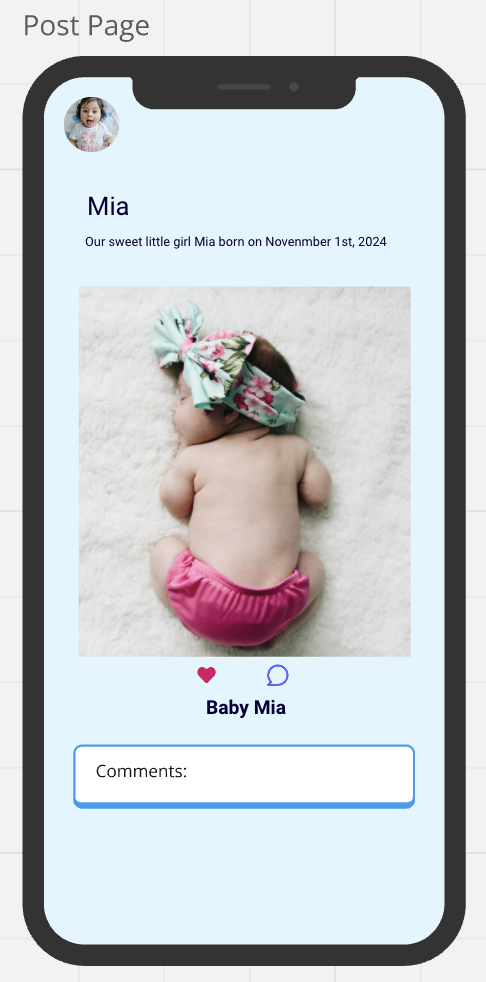 Post Page
Mia
Our sweet little girl Mia born on Novenmber 1st, 2024
Baby Mia
Comments: